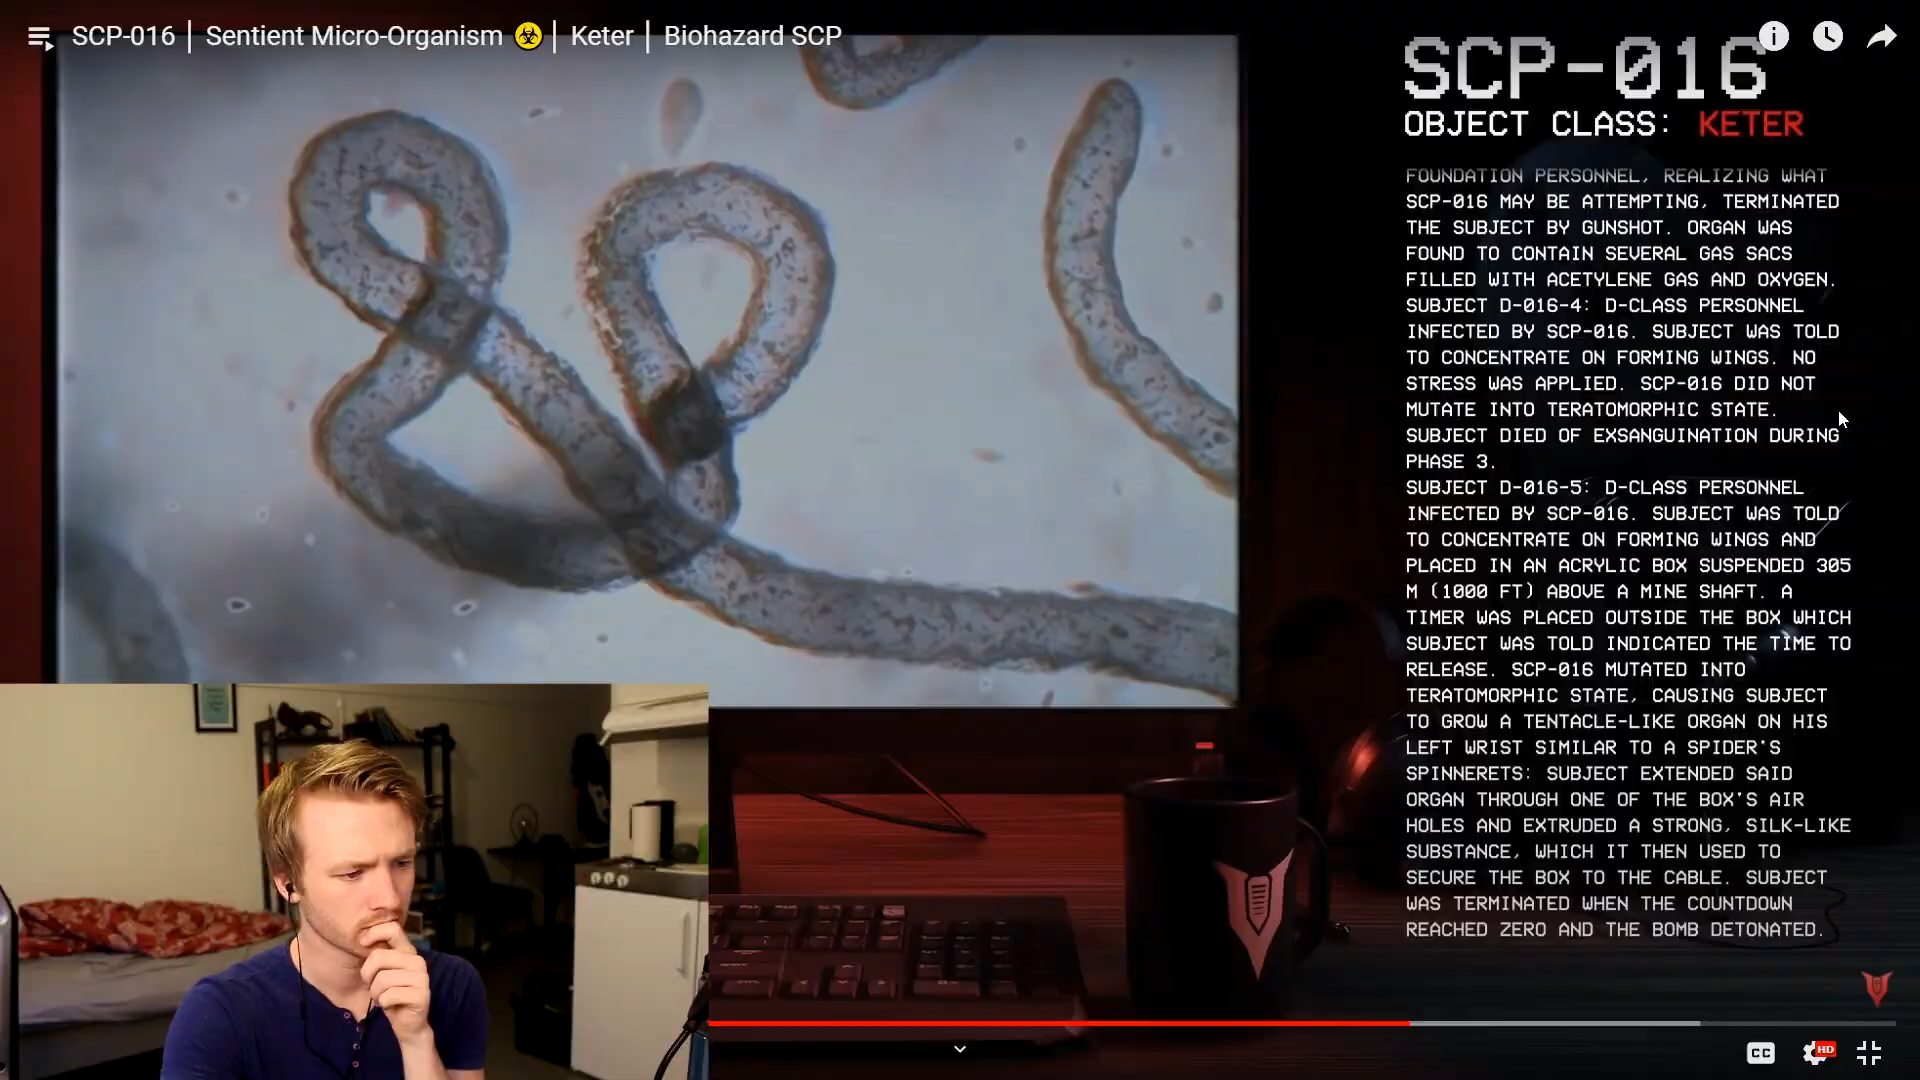 SCP-016 | Sentient Micro-Organism ☣ | Keter | Biohazard SCP
SCP-016
OBJECT CLASS: KETER
FOUNDATION PERSONNEL, REALIZING WHAT
SCP-016 MAY BE ATTEMPTING, TERMINATED
THE SUBJECT BY GUNSHOT. ORGAN WAS
FOUND TO CONTAIN SEVERAL GAS SACS
FILLED WITH ACETYLENE GAS AND OXYGEN.
SUBJECT D-016-4: D-CLASS PERSONNEL
INFECTED BY SCP-016. SUBJECT WAS TOLD
TO CONCENTRATE ON FORMING WINGS. NO
STRESS WAS APPLIED. SCP-016 DID NOT
MUTATE INTO TERATOMORPHIC STATE.
SUBJECT DIED OF EXSANGUINATION DURING
PHASE 3.
SUBJECT D-016-5: D-CLASS PERSONNEL
INFECTED BY SCP-016. SUBJECT WAS TOLD
TO CONCENTRATE ON FORMING WINGS AND
PLACED IN AN ACRYLIC BOX SUSPENDED 305
M (1000 FT) ABOVE A MINE SHAFT. A
TIMER WAS PLACED OUTSIDE THE BOX WHICH
SUBJECT WAS TOLD INDICATED THE TIME TO
RELEASE. SCP-016 MUTATED INTO
TERATOMORPHIC STATE, CAUSING SUBJECT
TO GROW A TENTACLE-LIKE ORGAN ON HIS
LEFT WRIST SIMILAR TO A SPIDER'S
SPINNERETS: SUBJECT EXTENDED SAID
ORGAN THROUGH ONE OF THE BOX'S AIR
HOLES AND EXTRUDED A STRONG, SILK-LIKE
SUBSTANCE, WHICH IT THEN USED TO
SECURE THE BOX TO THE CABLE. SUBJECT
WAS TERMINATED WHEN THE COUNTDOWN
REACHED ZERO AND THE BOMB DETONATED.
CC HD